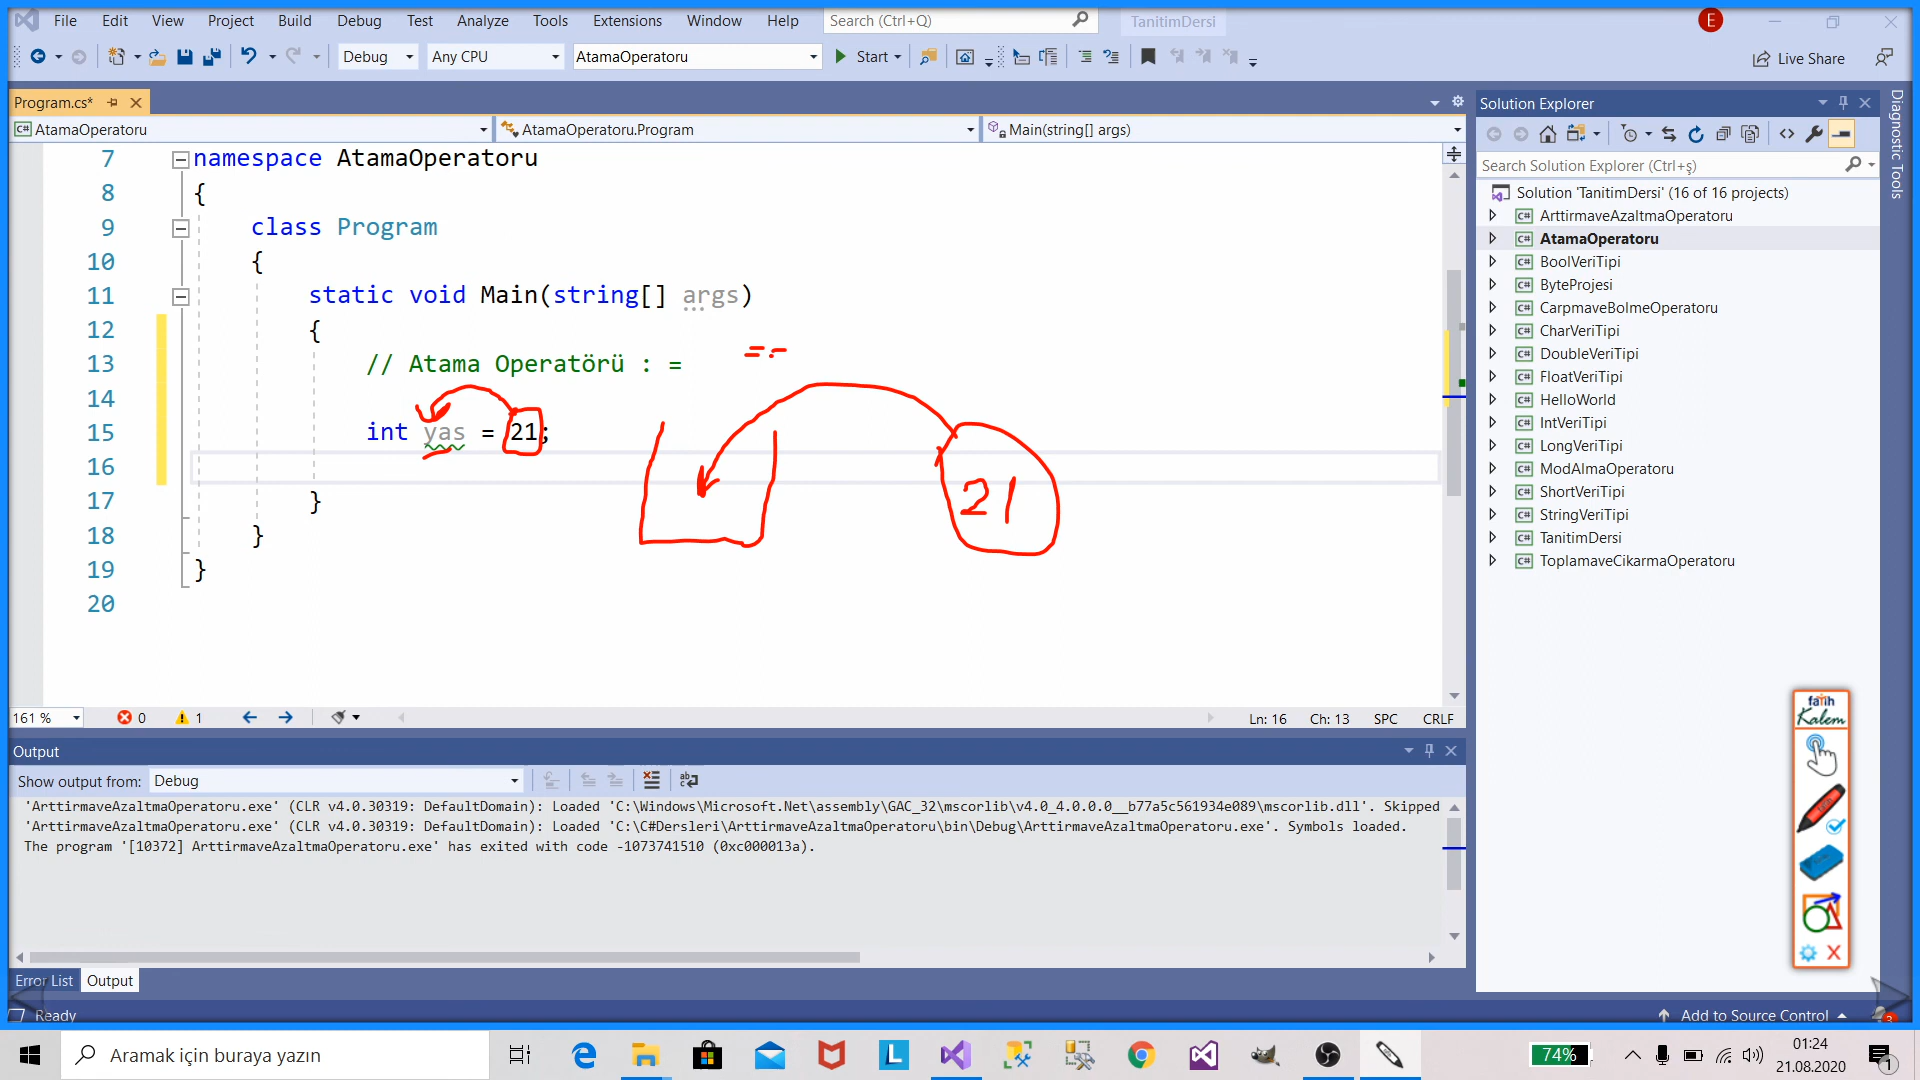 File Edit View Project Build Debug Test Analyze Tools Extensions Window Help Search (Ctrl+Q) TanitimDersi E
Debug Any CPU AtamaOperatoru Start Live Share
Program.cs*
AtamaOperatoru AtamaOperatoru.Program Main(string[] args)
7 namespace AtamaOperatoru
8 {
9 class Program
10 {
11 static void Main(string[] args)
12 {
13 // Atama Operatörü : =
14
15 int yas = 21;
16
17 }
18 }
19 }
20
21
161 % 0 1 Ln: 16 Ch: 13 SPC CRLF
Output
Show output from: Debug
'ArttirmaveAzaltmaOperatoru.exe' (CLR v4.0.30319: DefaultDomain): Loaded 'C:\Windows\Microsoft.Net\assembly\GAC_32\mscorlib\v4.0_4.0.0.0__b77a5c561934e089\mscorlib.dll'. Skipped
'ArttirmaveAzaltmaOperatoru.exe' (CLR v4.0.30319: DefaultDomain): Loaded 'C:\C#Dersleri\ArttirmaveAzaltmaOperatoru\bin\Debug\ArttirmaveAzaltmaOperatoru.exe'. Symbols loaded.
The program '[10372] ArttirmaveAzaltmaOperatoru.exe' has exited with code -1073741510 (0xc000013a).
Error List Output
Ready
Solution Explorer
Search Solution Explorer (Ctrl+ş)
Solution 'TanitimDersi' (16 of 16 projects)
C# ArttirmaveAzaltmaOperatoru
C# AtamaOperatoru
C# BoolVeriTipi
C# ByteProjesi
C# CarpmaveBolmeOperatoru
C# CharVeriTipi
C# DoubleVeriTipi
C# FloatVeriTipi
C# HelloWorld
C# IntVeriTipi
C# LongVeriTipi
C# ModAlmaOperatoru
C# ShortVeriTipi
C# StringVeriTipi
C# TanitimDersi
C# ToplamaveCikarmaOperatoru
Diagnostic Tools
fatih
Kalem
Add to Source Control 3
Aramak için buraya yazın
74%
01:24
21.08.2020
1